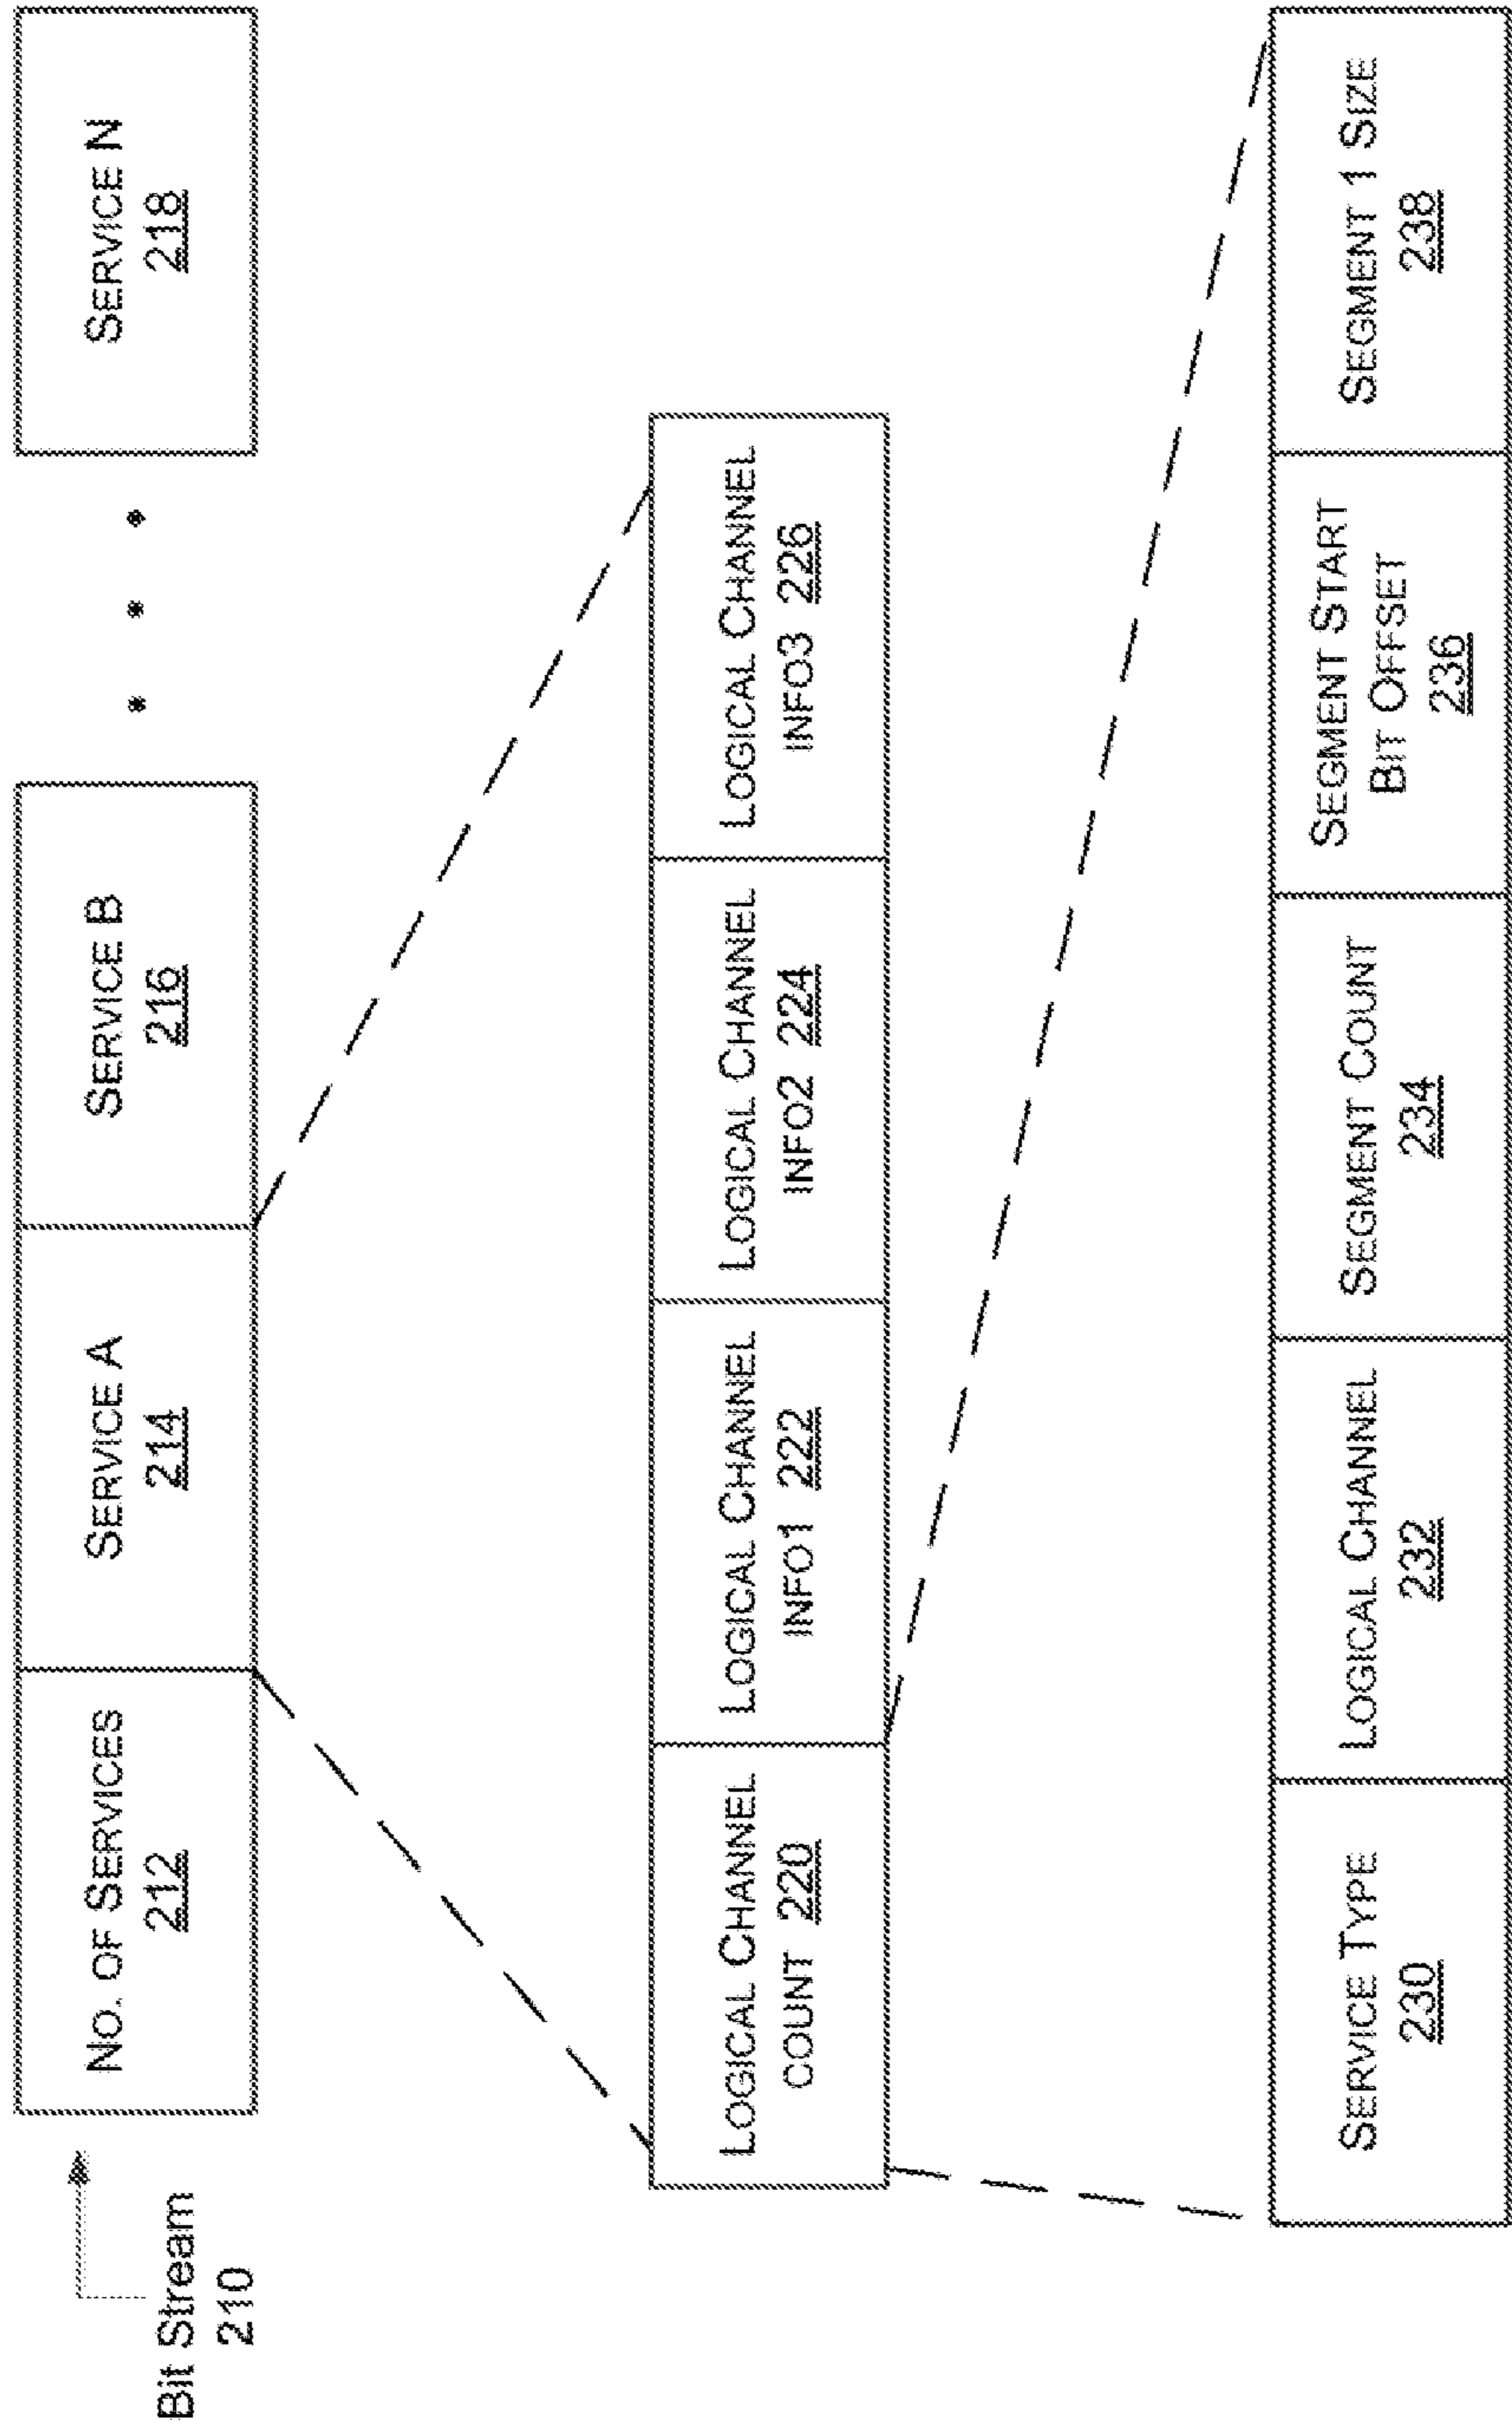 Bit Stream
210
NO. OF SERVICES
212
SERVICE A
214
SERVICE B
216
SERVICE N
218
LOGICAL CHANNEL
COUNT 220
LOGICAL CHANNEL
INFO1 222
LOGICAL CHANNEL
INFO2 224
LOGICAL CHANNEL
INFO3 226
SERVICE TYPE
230
LOGICAL CHANNEL
232
SEGMENT COUNT
234
SEGMENT START
BIT OFFSET
236
SEGMENT 1 SIZE
238